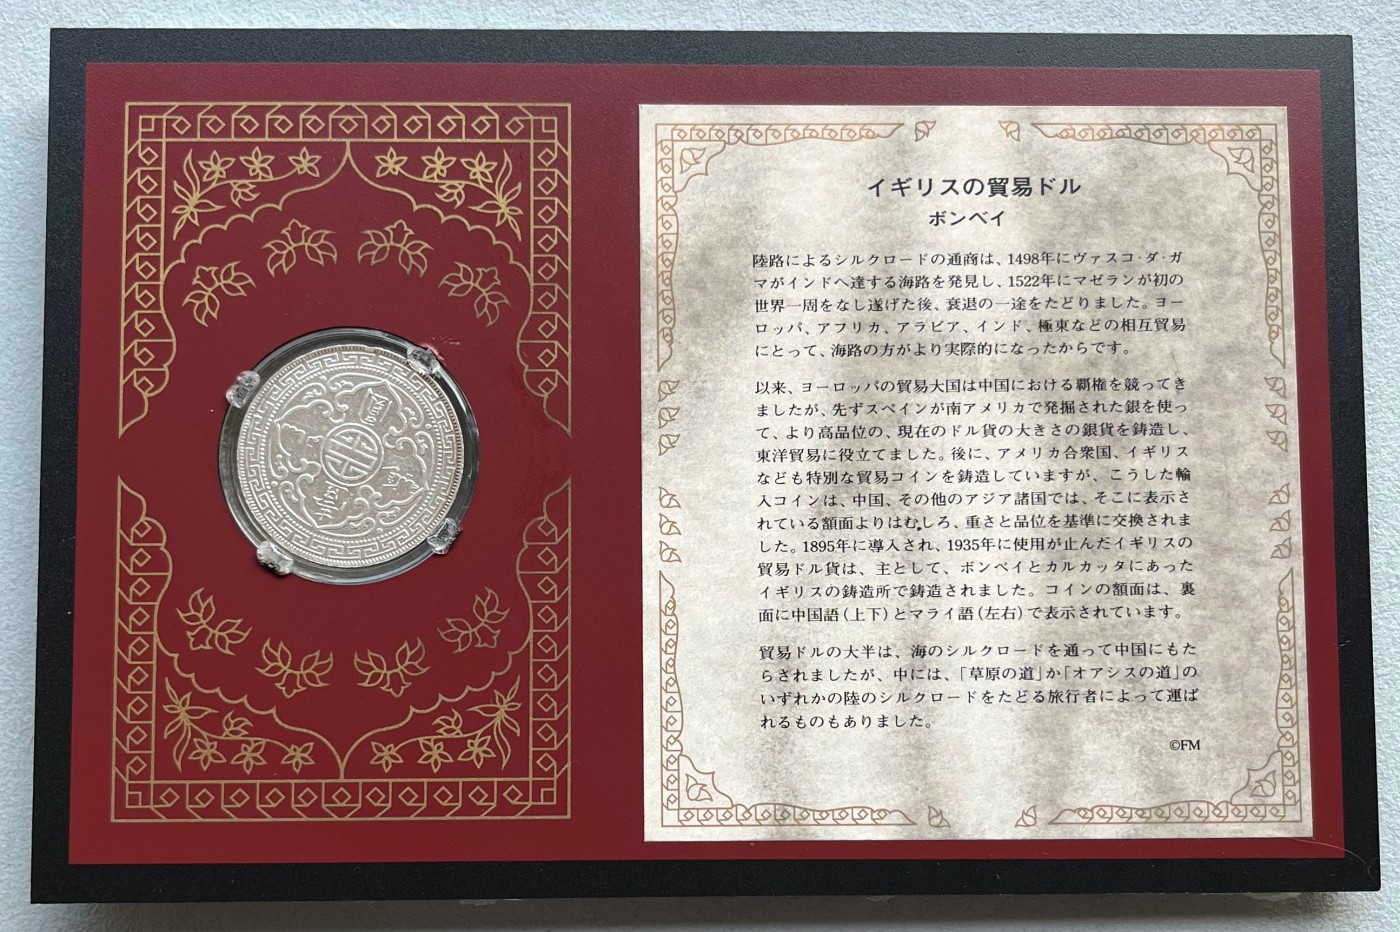 イギリスの貿易ドル
ボンベイ
陸路によるシルクロードの通商は、1498年にヴァスコ・ダ・ガ
マがインドへ達する海路を発見し、1522年にマゼランが初の
世界一周をなし遂げた後、衰退の一途をたどりました。ヨー
ロッパ、アフリカ、アラビア、インド、極東などの相互貿易
にとって、海路の方がより実際的になったからです。
以来、ヨーロッパの貿易大国は中国における覇権を競ってき
ましたが、先ずスペインが南アメリカで発掘された銀を使っ
て、より高品位の、現在のドル貨の大きさの銀貨を鋳造し、
東洋貿易に役立てました。後に、アメリカ合衆国、イギリス
なども特別な貿易コインを鋳造していますが、こうした輸
入コインは、中国、その他のアジア諸国では、そこに表示さ
れている額面よりはむしろ、重さと品位を基準に交換されま
した。1895年に導入され、1935年に使用が止んだイギリスの
貿易ドル貨は、主として、ボンベイとカルカッタにあった
イギリスの鋳造所で鋳造されました。コインの額面は、裏
面に中国語(上下)とマライ語(左右)で表示されています。
貿易ドルの大半は、海のシルクロードを通って中国にもた
らされましたが、中には、「草原の道」か「オアシスの道」の
いずれかの陸のシルクロードをたどる旅行者によって運ば
れるものもありました。
©FM